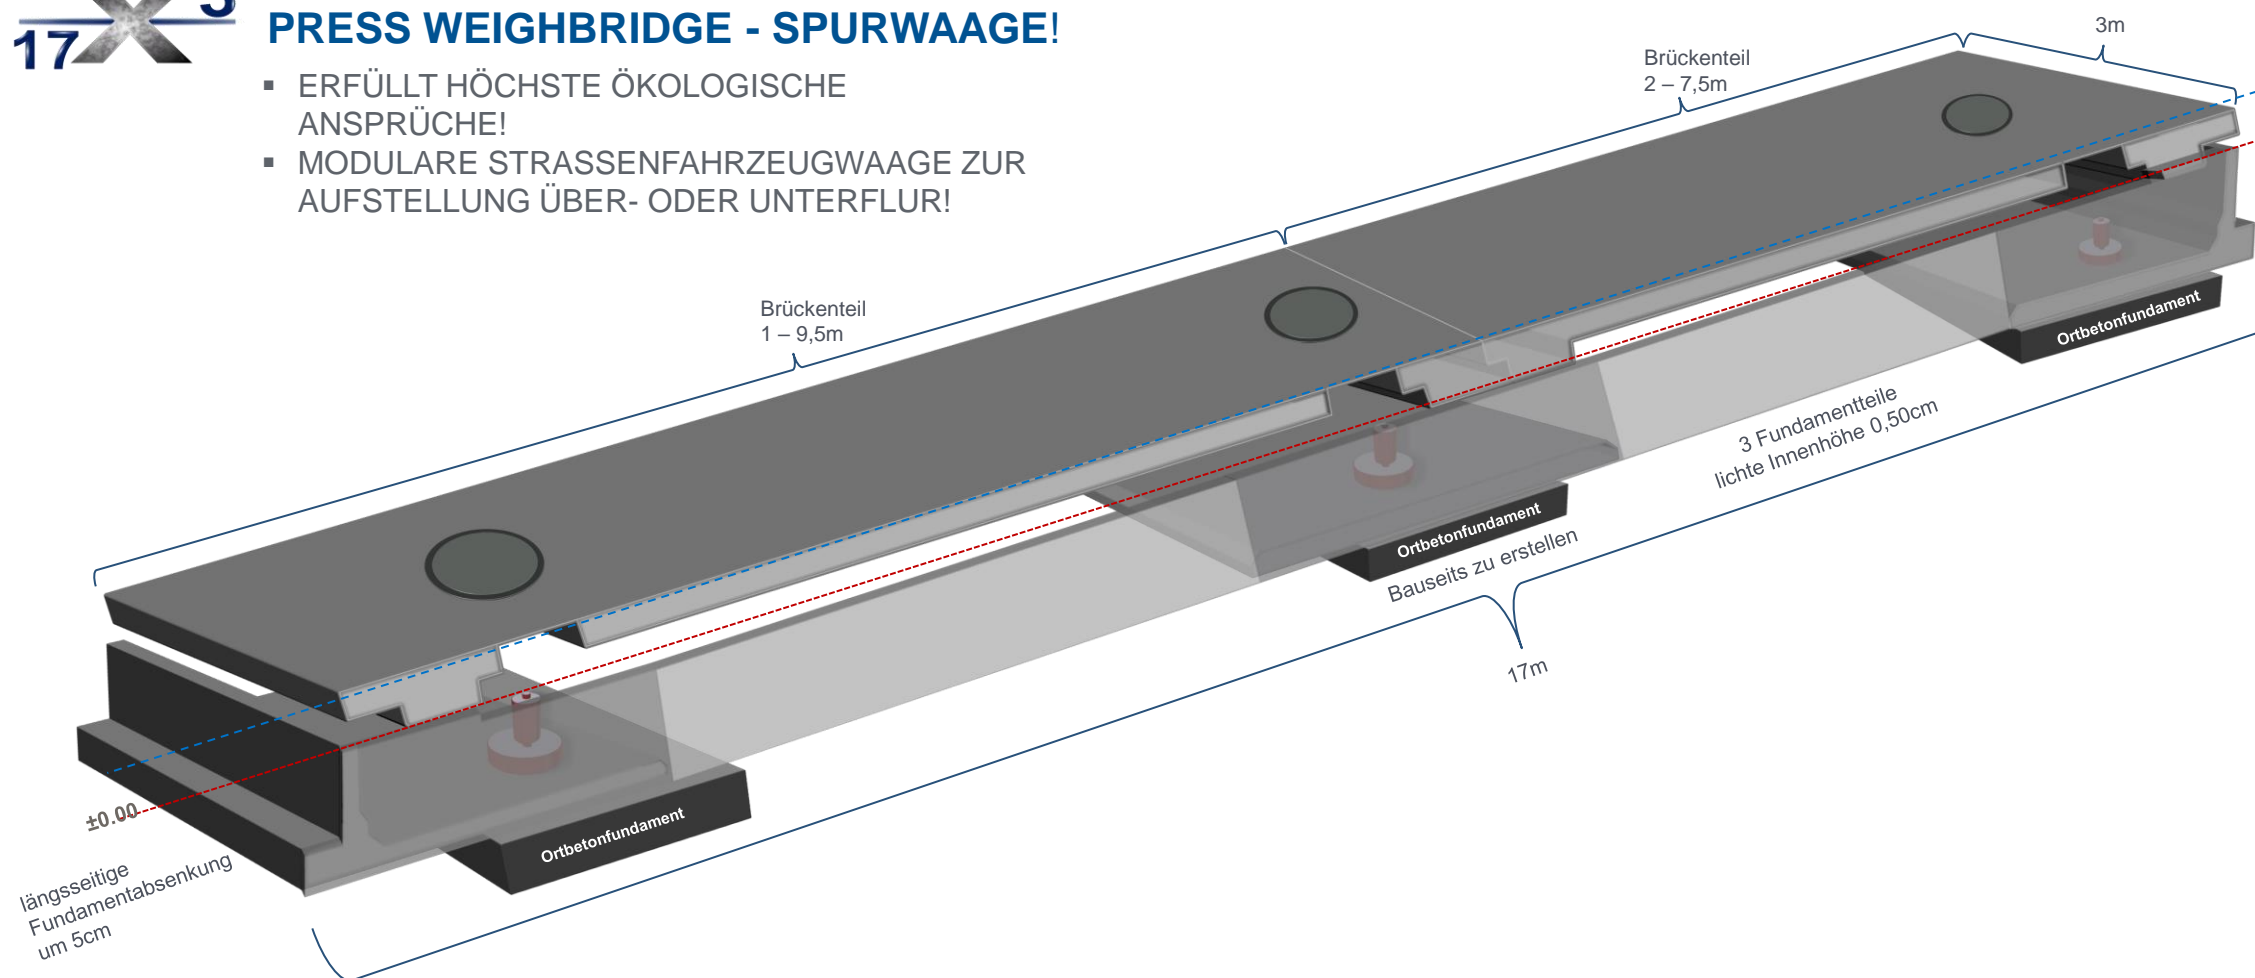 17 X 3
PRESS WEIGHBRIDGE - SPURWAAGE!
▪ ERFÜLLT HÖCHSTE ÖKOLOGISCHE
ANSPRÜCHE!
▪ MODULARE STRASSENFAHRZEUGWAAGE ZUR
AUFSTELLUNG ÜBER- ODER UNTERFLUR!
3m
Brückenteil
2 – 7,5m
Brückenteil
1 – 9,5m
Ortbetonfundament
3 Fundamentteile
lichte Innenhöhe 0,50cm
Ortbetonfundament
Bauseits zu erstellen
17m
Ortbetonfundament
±0.00
längsseitige
Fundamentabsenkung
um 5cm